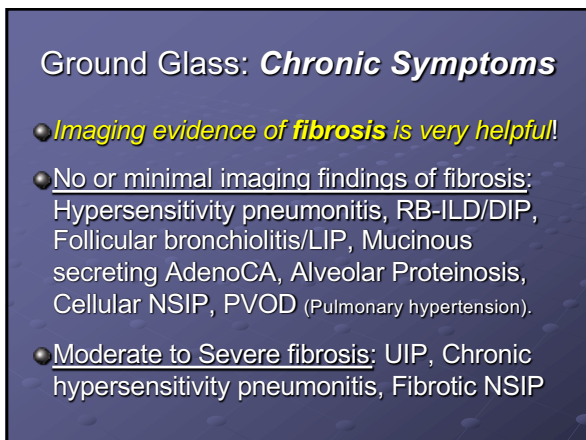 Ground Glass: Chronic Symptoms
Imaging evidence of fibrosis is very helpful!
No or minimal imaging findings of fibrosis:
Hypersensitivity pneumonitis, RB-ILD/DIP,
Follicular bronchiolitis/LIP, Mucinous
secreting AdenoCA, Alveolar Proteinosis,
Cellular NSIP, PVOD (Pulmonary hypertension).
Moderate to Severe fibrosis: UIP, Chronic
hypersensitivity pneumonitis, Fibrotic NSIP